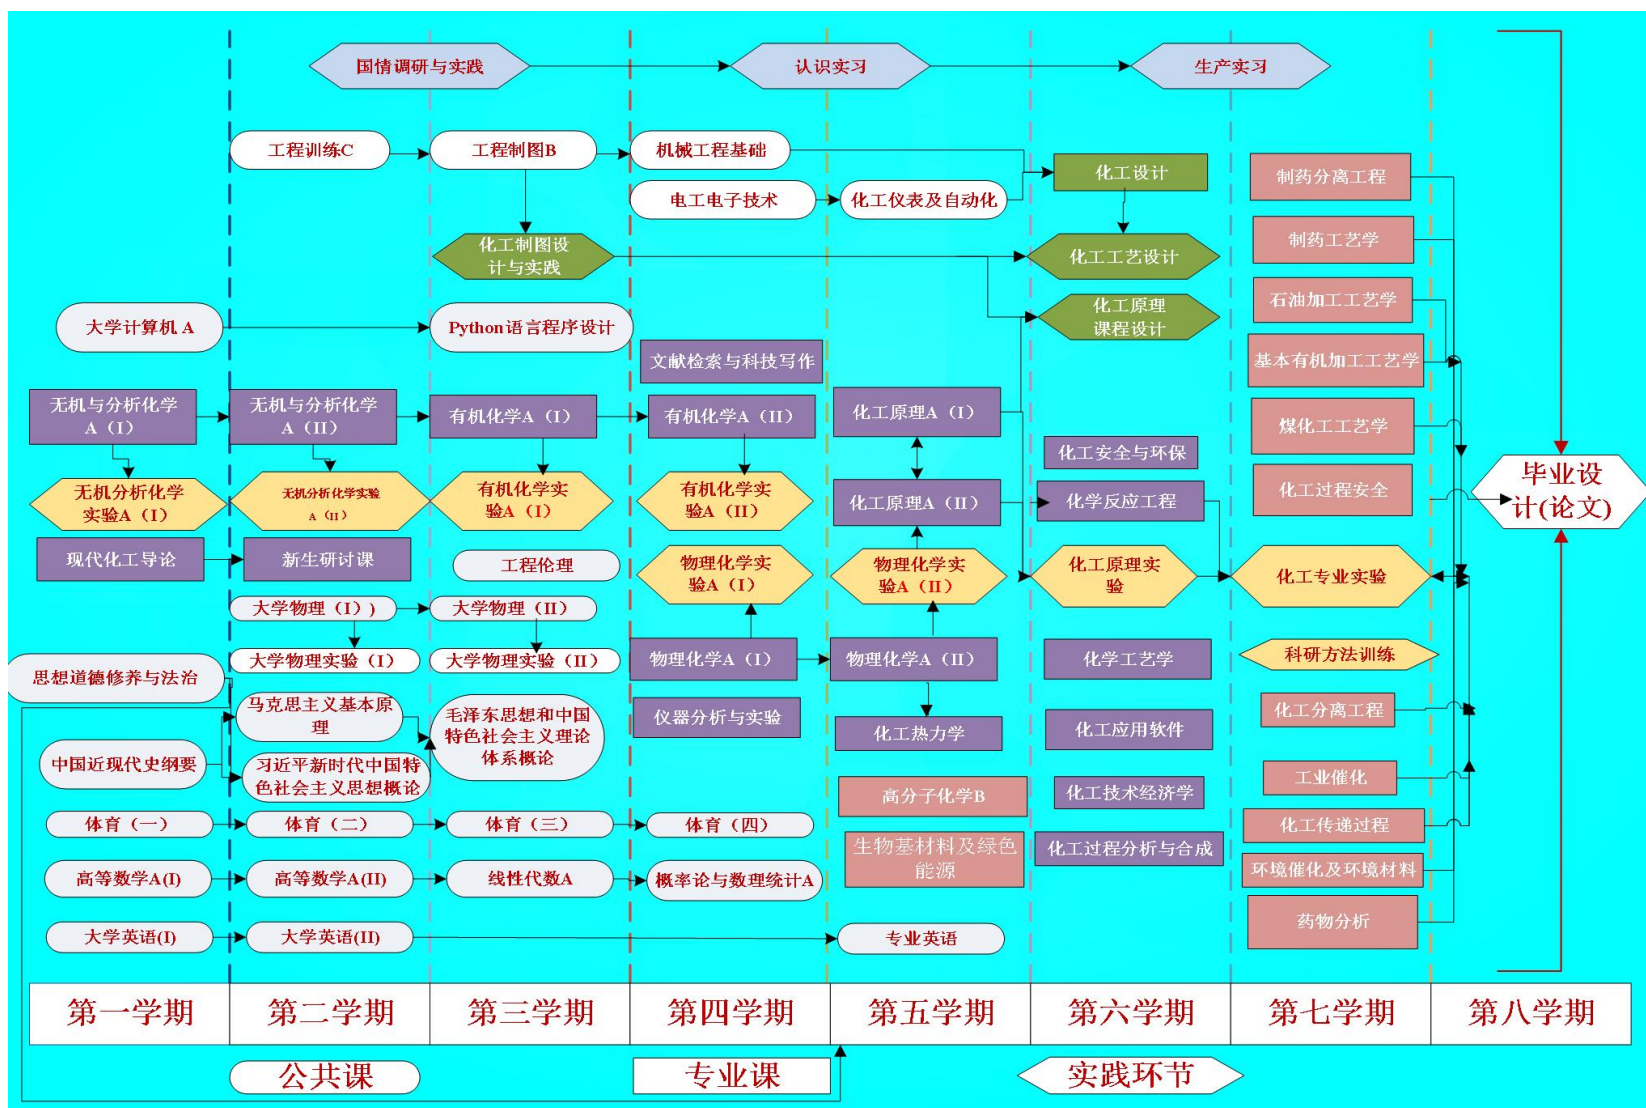 国情调研与实践
认识实习
生产实习
工程训练C
工程制图B
机械工程基础
化工设计
制药分离工程
电工电子技术
化工仪表及自动化
化工制图设
计与实践
化工工艺设计
制药工艺学
大学计算机 A
Python语言程序设计
化工原理
课程设计
石油加工工艺学
文献检索与科技写作
基本有机加工工艺学
无机与分析化学
A（I）
无机与分析化学
A（II）
有机化学A（I）
有机化学A（II）
化工原理A（I）
煤化工工艺学
化工安全与环保
无机分析化学
实验A（I）
无机分析化学实验
A（II）
有机化学实
验A（I）
有机化学实
验A（II）
化工原理A（II）
化学反应工程
化工过程安全
毕业设
计(论文)
现代化工导论
新生研讨课
工程伦理
物理化学实
验A（I）
物理化学实
验A（II）
化工原理实
验
化工专业实验
大学物理（I））
大学物理（II）
大学物理实验（I）
大学物理实验（II）
物理化学A（I）
物理化学A（II）
化学工艺学
科研方法训练
思想道德修养与法治
马克思主义基本原
理
毛泽东思想和中国
特色社会主义理论
体系概论
仪器分析与实验
化工热力学
化工应用软件
化工分离工程
中国近现代史纲要
习近平新时代中国特
色社会主义思想概论
高分子化学B
化工技术经济学
工业催化
体育（一）
体育（二）
体育（三）
体育（四）
生物基材料及绿色
能源
化工过程分析与合成
化工传递过程
高等数学A(I)
高等数学A(II)
线性代数A
概率论与数理统计A
环境催化及环境材料
大学英语(I)
大学英语(II)
专业英语
药物分析
第一学期
第二学期
第三学期
第四学期
第五学期
第六学期
第七学期
第八学期
公共课
专业课
实践环节